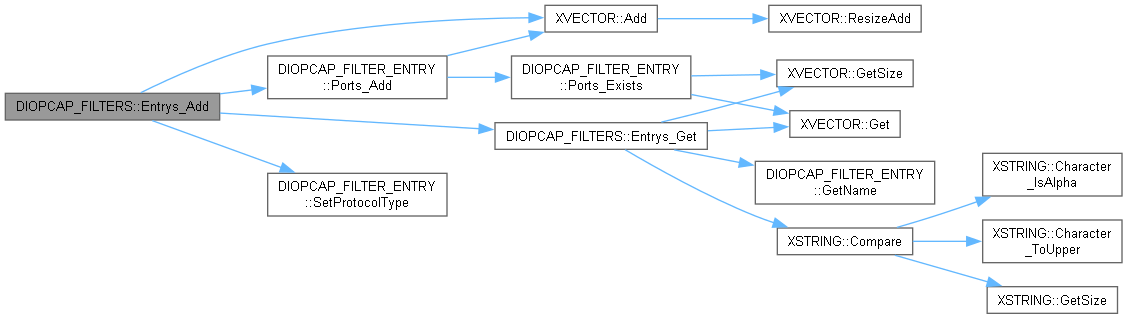 DIOPCAP_FILTERS::Entrys_Add
XVECTOR::Add
XVECTOR::ResizeAdd
DIOPCAP_FILTER_ENTRY
::Ports_Add
DIOPCAP_FILTER_ENTRY
::Ports_Exists
XVECTOR::GetSize
XVECTOR::Get
DIOPCAP_FILTERS::Entrys_Get
DIOPCAP_FILTER_ENTRY
::SetProtocolType
DIOPCAP_FILTER_ENTRY
::GetName
XSTRING::Compare
XSTRING::Character
_IsAlpha
XSTRING::Character
_ToUpper
XSTRING::GetSize